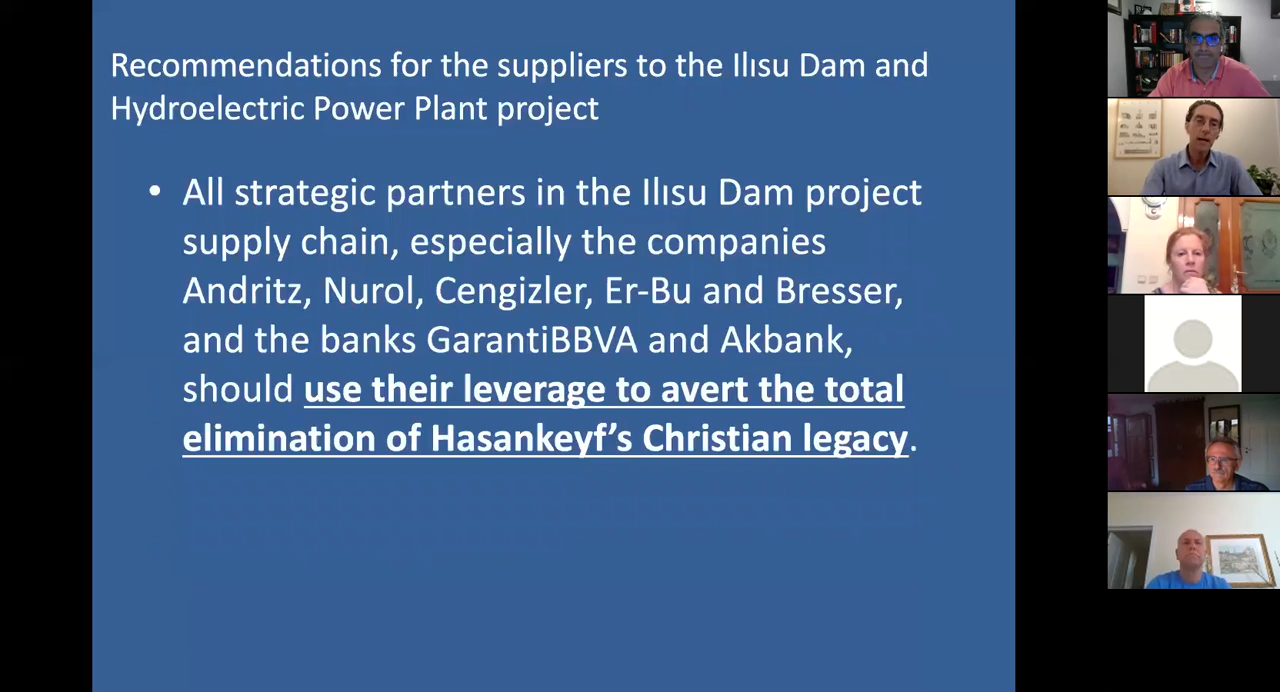 Recommendations for the suppliers to the Ilısu Dam and
Hydroelectric Power Plant project
• All strategic partners in the Ilısu Dam project
supply chain, especially the companies
Andritz, Nurol, Cengizler, Er-Bu and Bresser,
and the banks GarantiBBVA and Akbank,
should use their leverage to avert the total
elimination of Hasankeyf’s Christian legacy.